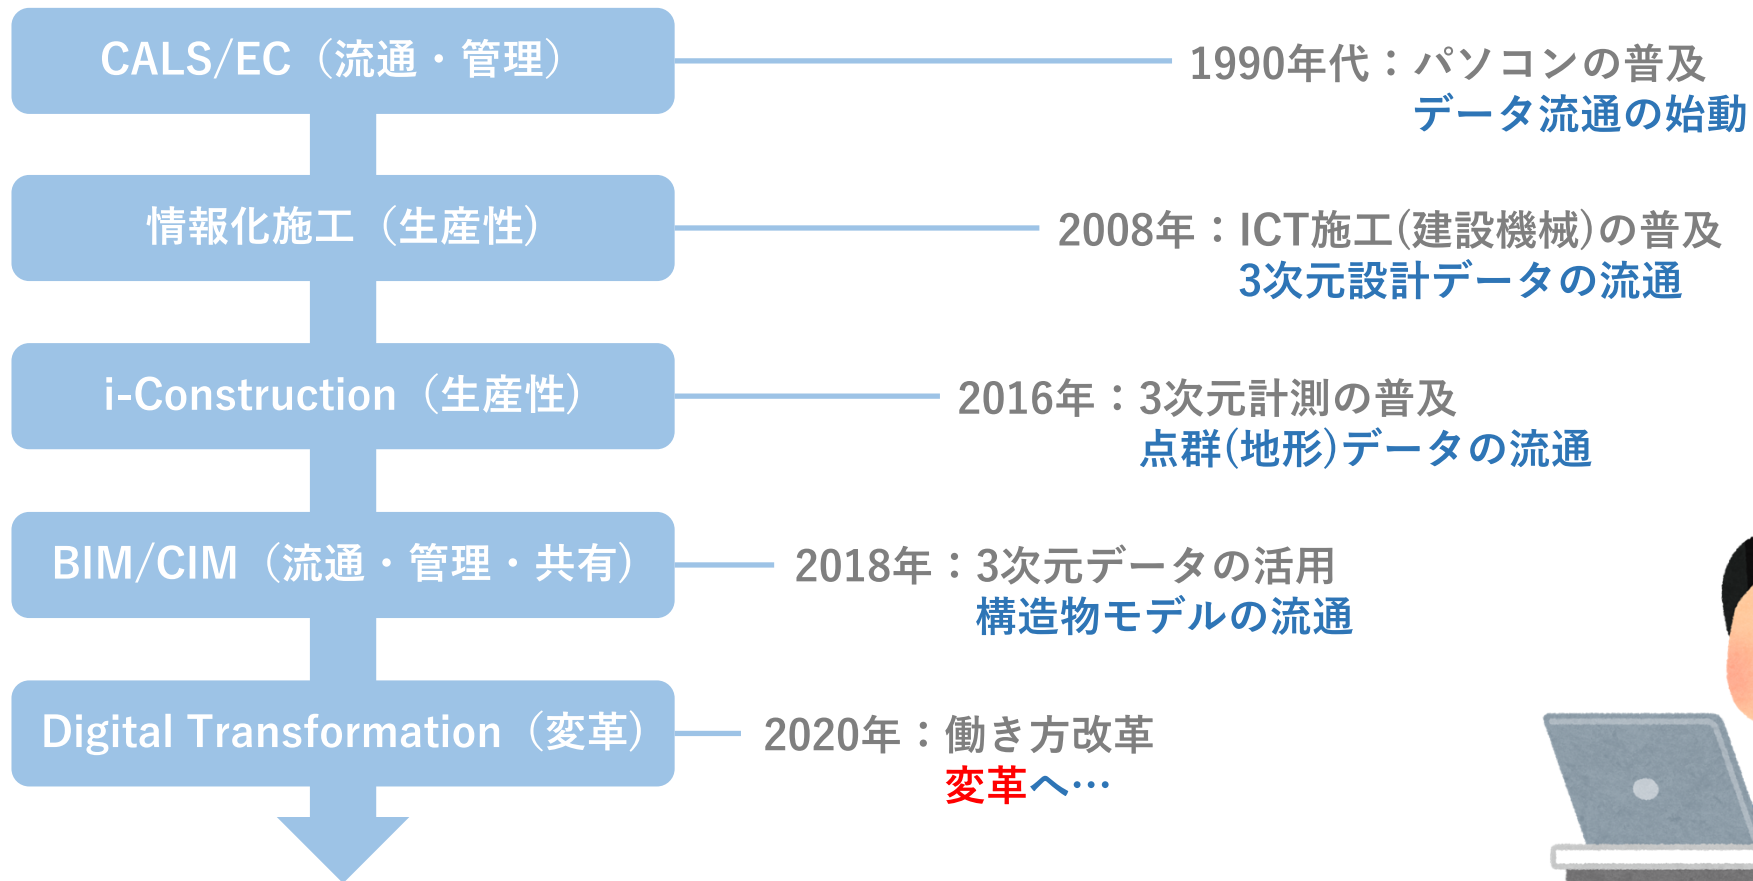 CALS/EC（流通・管理）
1990年代：パソコンの普及
データ流通の始動
情報化施工（生産性）
2008年：ICT施工(建設機械)の普及
3次元設計データの流通
i-Construction（生産性）
2016年：3次元計測の普及
点群(地形)データの流通
BIM/CIM（流通・管理・共有）
2018年：3次元データの活用
構造物モデルの流通
Digital Transformation（変革）
2020年：働き方改革
変革へ…